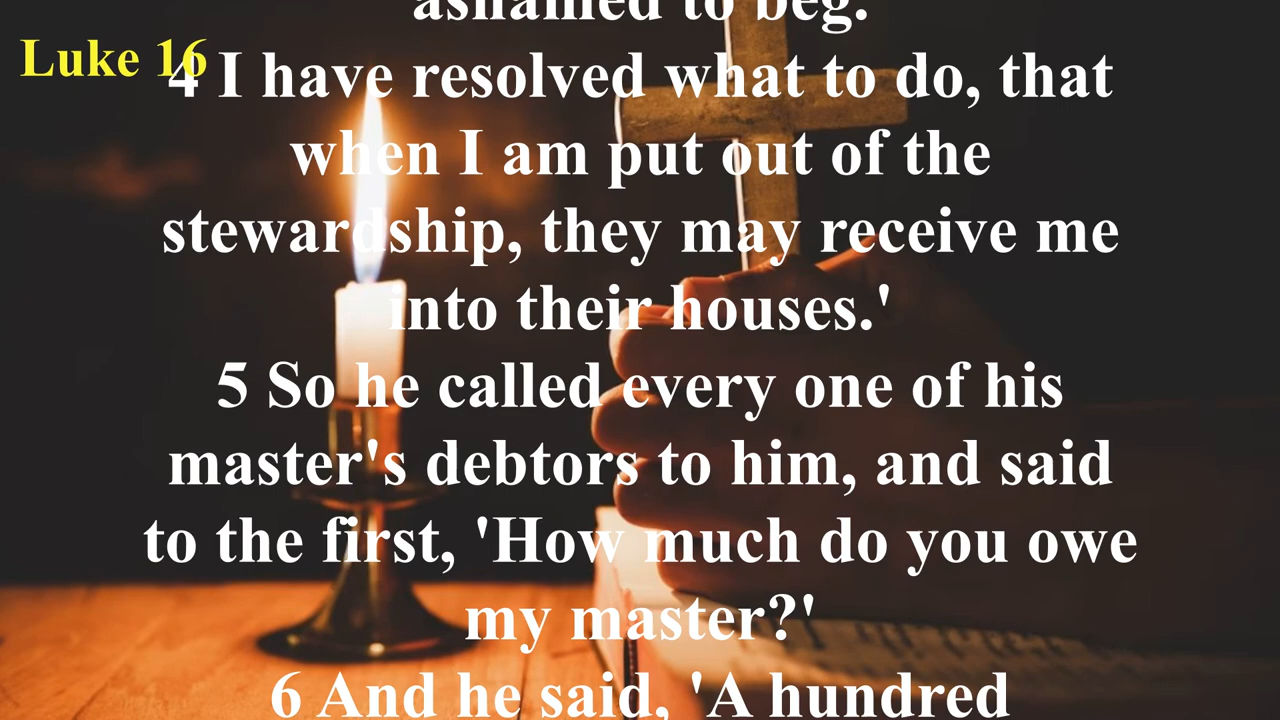 ashamed to beg.
Luke 16
4 I have resolved what to do, that
when I am put out of the
stewardship, they may receive me
into their houses.'
5 So he called every one of his
master's debtors to him, and said
to the first, 'How much do you owe
my master?'
6 And he said, 'A hundred